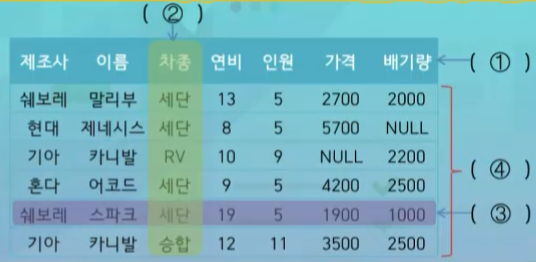 ( ② )
제조사 이름 차종 연비 인원 가격 배기량 ( ① )
쉐보레 말리부 세단 13 5 2700 2000
현대 제네시스 세단 8 5 5700 NULL
기아 카니발 RV 10 9 NULL 2200
( ④ )
혼다 어코드 세단 9 5 4200 2500
쉐보레 스파크 세단 19 5 1900 1000 ( ③ )
기아 카니발 승합 12 11 3500 2500